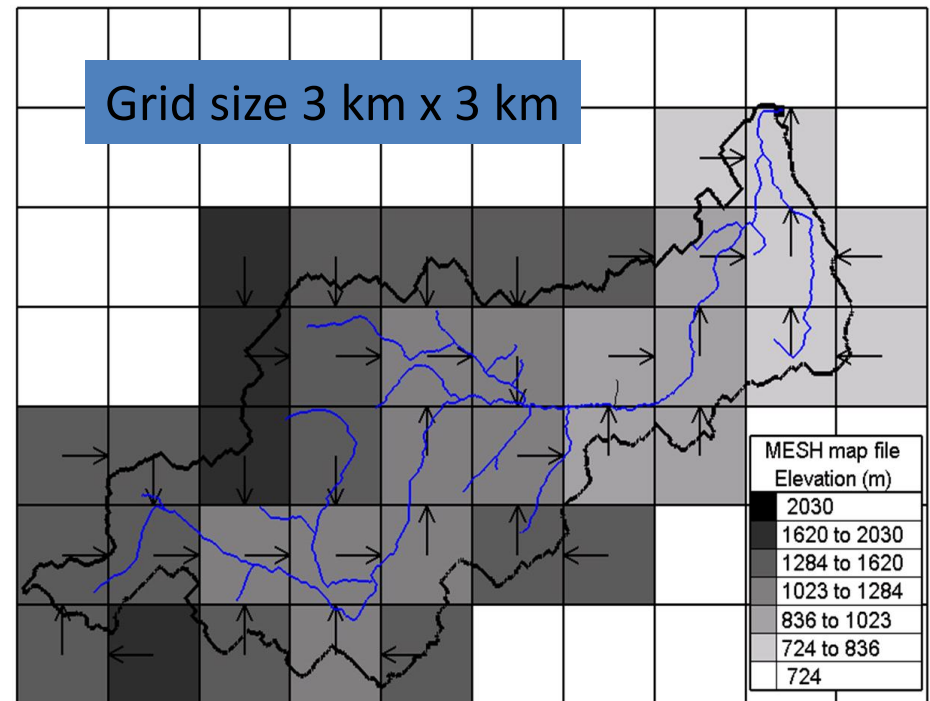 Grid size 3 km x 3 km
MESH map file
Elevation (m)
2030
1620 to 2030
1284 to 1620
1023 to 1284
836 to 1023
724 to 836
724